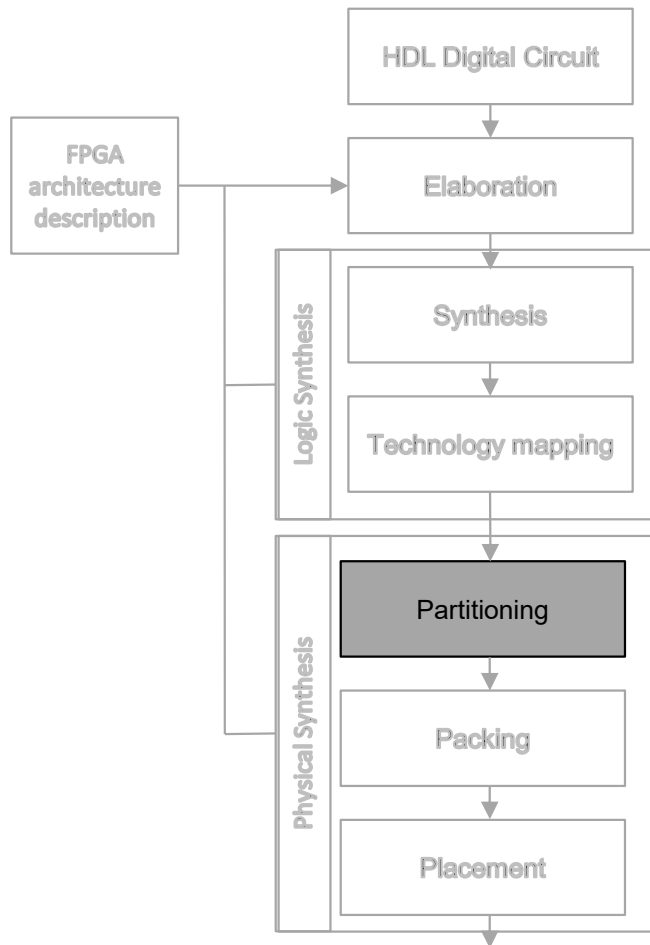 HDL Digital Circuit
FPGA
architecture
description
Elaboration
Logic Synthesis
Synthesis
Technology mapping
Physical Synthesis
Partitioning
Packing
Placement